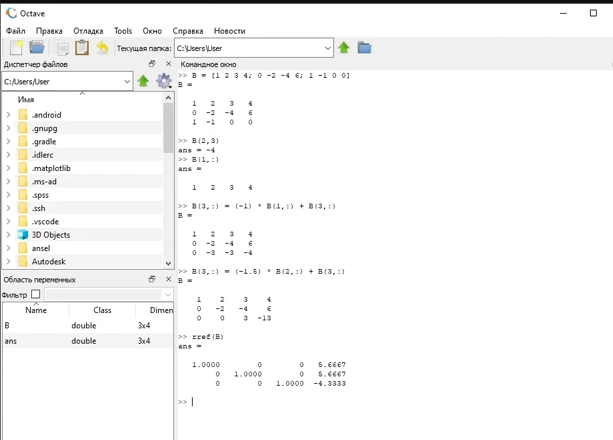 Octave
Файл Правка Отладка Tools Окно Справка Новости
Текущая папка: C:\Users\User
Диспетчер файлов
C:/Users/User
Имя
.android
.gnupg
.gradle
.idlerc
.matplotlib
.ms-ad
.spss
.ssh
.vscode
3D Objects
ansel
Autodesk
Область переменных
Фильтр
Name Class Dimen
B double 3x4
ans double 3x4
Командное окно
>> B = [1 2 3 4; 0 -2 -4 6; 1 -1 0 0]
B =
1 2 3 4
0 -2 -4 6
1 -1 0 0
>> B(2,3)
ans = -4
>> B(1,:)
ans =
1 2 3 4
>> B(3,:) = (-1) * B(1,:) + B(3,:)
B =
1 2 3 4
0 -2 -4 6
0 -3 -3 -4
>> B(3,:) = (-1.5) * B(2,:) + B(3,:)
B =
1 2 3 4
0 -2 -4 6
0 0 3 -13
>> rref(B)
ans =
1.0000 0 0 5.6667
0 1.0000 0 5.6667
0 0 1.0000 -4.3333
>>